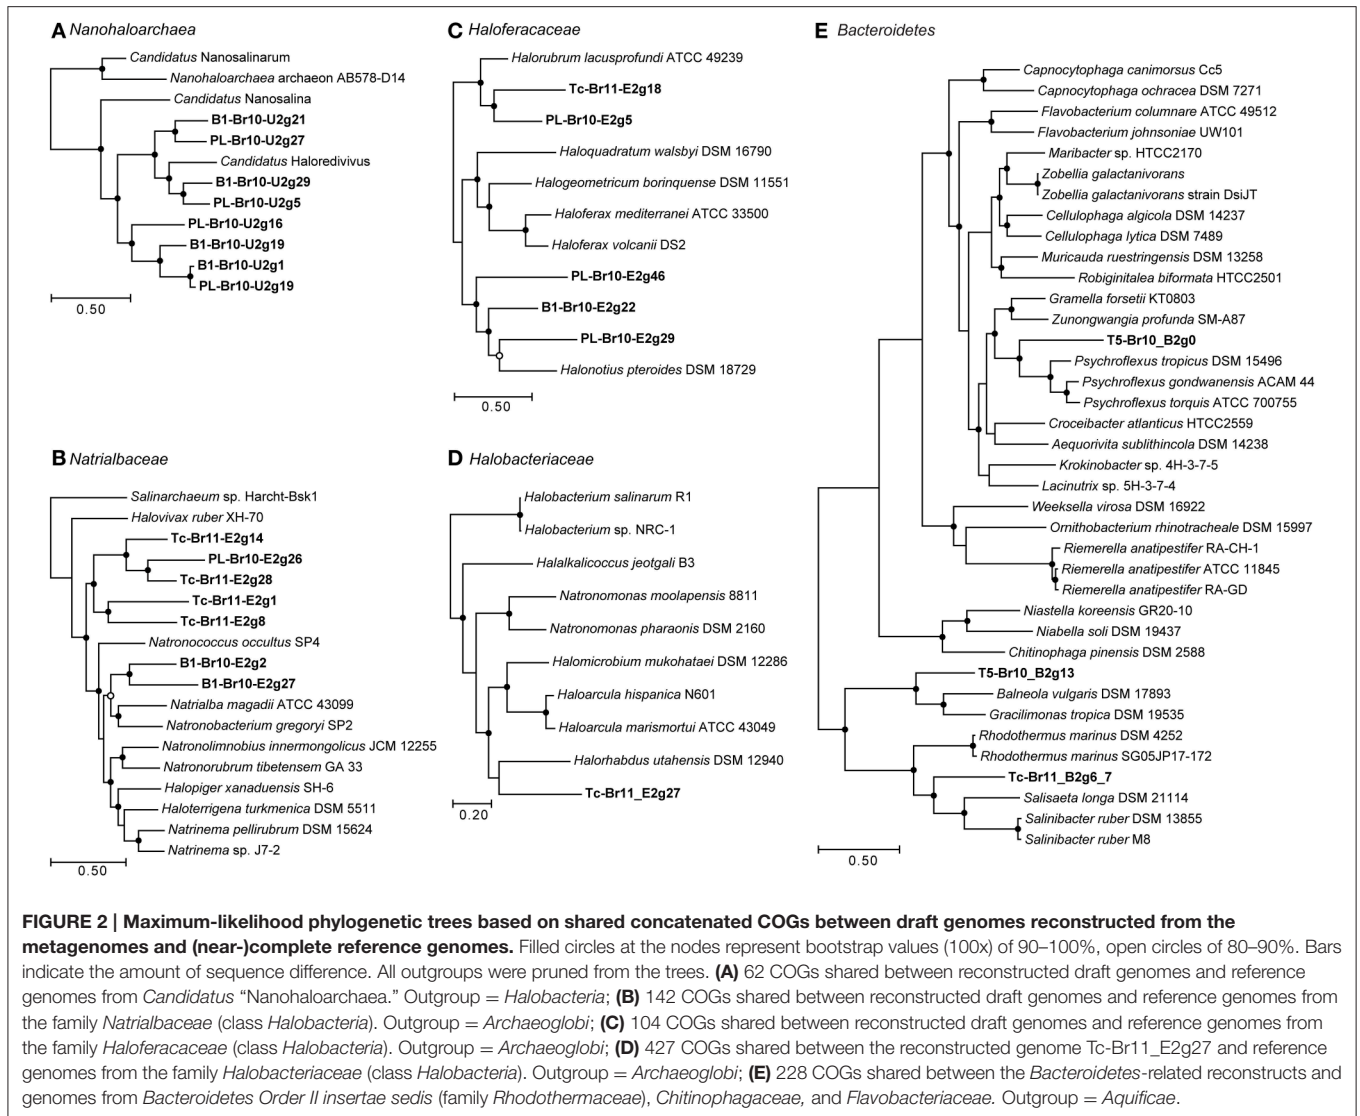 A Nanohaloarchaea
Candidatus Nanosalinarum
Nanohaloarchaea archaeon AB578-D14
Candidatus Nanosalina
B1-Br10-U2g21
PL-Br10-U2g27
Candidatus Haloredivivus
B1-Br10-U2g29
PL-Br10-U2g5
PL-Br10-U2g16
B1-Br10-U2g19
B1-Br10-U2g1
PL-Br10-U2g19
0.50
B Natrialbaceae
Salinarchaeum sp. Harcht-Bsk1
Halovivax ruber XH-70
Tc-Br11-E2g14
PL-Br10-E2g26
Tc-Br11-E2g28
Tc-Br11-E2g1
Tc-Br11-E2g8
Natronococcus occultus SP4
B1-Br10-E2g2
B1-Br10-E2g27
Natrialba magadii ATCC 43099
Natronobacterium gregoryi SP2
Natronolimnobius innermongolicus JCM 12255
Natronorubrum tibetensem GA 33
Halopiger xanaduensis SH-6
Haloterrigena turkmenica DSM 5511
Natrinema pellirubrum DSM 15624
Natrinema sp. J7-2
0.50
C Haloferacaceae
Halorubrum lacusprofundi ATCC 49239
Tc-Br11-E2g18
PL-Br10-E2g5
Haloquadratum walsbyi DSM 16790
Halogeometricum borinquense DSM 11551
Haloferax mediterranei ATCC 33500
Haloferax volcanii DS2
PL-Br10-E2g46
B1-Br10-E2g22
PL-Br10-E2g29
Halonotius pteroides DSM 18729
0.50
D Halobacteriaceae
Halobacterium salinarum R1
Halobacterium sp. NRC-1
Halalkalicoccus jeotgali B3
Natronomonas moolapensis 8811
Natronomonas pharaonis DSM 2160
Halomicrobium mukohataei DSM 12286
Haloarcula hispanica N601
Haloarcula marismortui ATCC 43049
Halorhabdus utahensis DSM 12940
Tc-Br11_E2g27
0.20
E Bacteroidetes
Capnocytophaga canimorsus Cc5
Capnocytophaga ochracea DSM 7271
Flavobacterium columnare ATCC 49512
Flavobacterium johnsoniae UW101
Maribacter sp. HTCC2170
Zobellia galactanivorans
Zobellia galactanivorans strain DsiJT
Cellulophaga algicola DSM 14237
Cellulophaga lytica DSM 7489
Muricauda ruestringensis DSM 13258
Robiginitalea biformata HTCC2501
Gramella forsetii KT0803
Zunongwangia profunda SM-A87
T5-Br10_B2g0
Psychroflexus tropicus DSM 15496
Psychroflexus gondwanensis ACAM 44
Psychroflexus torquis ATCC 700755
Croceibacter atlanticus HTCC2559
Aequorivita sublithincola DSM 14238
Krokinobacter sp. 4H-3-7-5
Lacinutrix sp. 5H-3-7-4
Weeksella virosa DSM 16922
Ornithobacterium rhinotracheale DSM 15997
Riemerella anatipestifer RA-CH-1
Riemerella anatipestifer ATCC 11845
Riemerella anatipestifer RA-GD
Niastella koreensis GR20-10
Niabella soli DSM 19437
Chitinophaga pinensis DSM 2588
T5-Br10_B2g13
Balneola vulgaris DSM 17893
Gracilimonas tropica DSM 19535
Rhodothermus marinus DSM 4252
Rhodothermus marinus SG05JP17-172
Tc-Br11_B2g6_7
Salisaeta longa DSM 21114
Salinibacter ruber DSM 13855
Salinibacter ruber M8
0.50
FIGURE 2 | Maximum-likelihood phylogenetic trees based on shared concatenated COGs between draft genomes reconstructed from the
metagenomes and (near-)complete reference genomes. Filled circles at the nodes represent bootstrap values (100x) of 90–100%, open circles of 80–90%. Bars
indicate the amount of sequence difference. All outgroups were pruned from the trees. (A) 62 COGs shared between reconstructed draft genomes and reference
genomes from Candidatus “Nanohaloarchaea.” Outgroup = Halobacteria; (B) 142 COGs shared between reconstructed draft genomes and reference genomes from
the family Natrialbaceae (class Halobacteria). Outgroup = Archaeoglobi; (C) 104 COGs shared between reconstructed draft genomes and reference genomes from
the family Haloferacaceae (class Halobacteria). Outgroup = Archaeoglobi; (D) 427 COGs shared between the reconstructed genome Tc-Br11_E2g27 and reference
genomes from the family Halobacteriaceae (class Halobacteria). Outgroup = Archaeoglobi; (E) 228 COGs shared between the Bacteroidetes-related reconstructs and
genomes from Bacteroidetes Order II insertae sedis (family Rhodothermaceae), Chitinophagaceae, and Flavobacteriaceae. Outgroup = Aquificae.